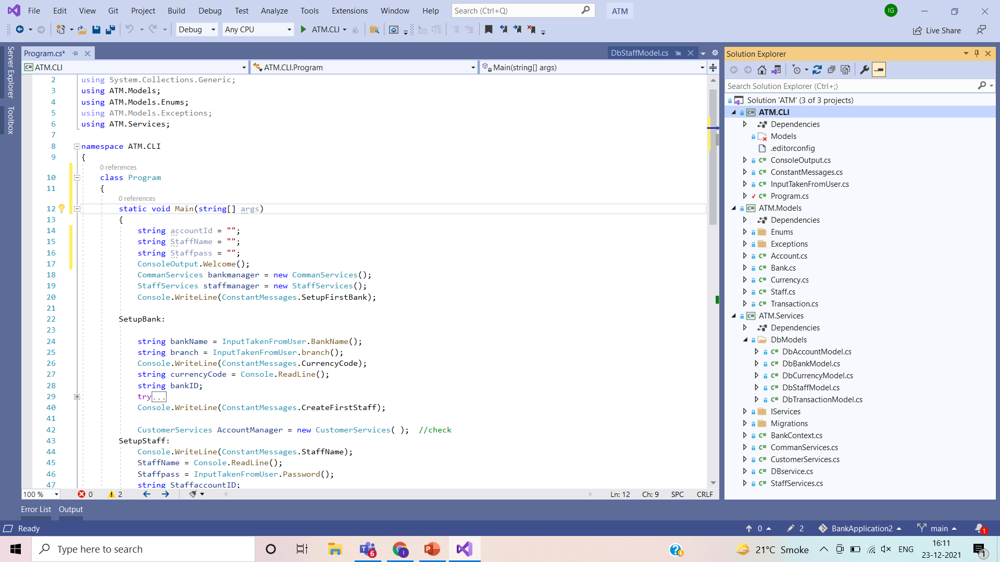 File Edit View Git Project Build Debug Test Analyze Tools Extensions Window Help Search (Ctrl+Q) ATM IG
Debug Any CPU ATM.CLI Live Share
Server Explorer
Toolbox
Program.cs* DbStaffModel.cs
C# ATM.CLI ATM.CLI.Program Main(string[] args)
2 using System.Collections.Generic;
3 using ATM.Models;
4 using ATM.Models.Enums;
5 using ATM.Models.Exceptions;
6 using ATM.Services;
7
8 namespace ATM.CLI
9 {
0 references
10 class Program
11 {
0 references
12 static void Main(string[] args)
13 {
14 string accountId = "";
15 string StaffName = "";
16 string Staffpass = "";
17 ConsoleOutput.Welcome();
18 CommanServices bankmanager = new CommanServices();
19 StaffServices staffmanager = new StaffServices();
20 Console.WriteLine(ConstantMessages.SetupFirstBank);
21
22 SetupBank:
23
24 string bankName = InputTakenFromUser.BankName();
25 string branch = InputTakenFromUser.branch();
26 Console.WriteLine(ConstantMessages.CurrencyCode);
27 string currencyCode = Console.ReadLine();
28 string bankID;
29 try...
40 Console.WriteLine(ConstantMessages.CreateFirstStaff);
41
42 CustomerServices AccountManager = new CustomerServices( ); //check
43 SetupStaff:
44 Console.WriteLine(ConstantMessages.StaffName);
45 StaffName = Console.ReadLine();
46 Staffpass = InputTakenFromUser.Password();
47 string StaffaccountID;
100 % 0 2 Ln: 12 Ch: 9 SPC CRLF
Solution Explorer
Search Solution Explorer (Ctrl+;)
Solution 'ATM' (3 of 3 projects)
C# ATM.CLI
Dependencies
Models
.editorconfig
C# ConsoleOutput.cs
C# ConstantMessages.cs
C# InputTakenFromUser.cs
C# Program.cs
C# ATM.Models
Dependencies
Enums
Exceptions
C# Account.cs
C# Bank.cs
C# Currency.cs
C# Staff.cs
C# Transaction.cs
C# ATM.Services
Dependencies
DbModels
C# DbAccountModel.cs
C# DbBankModel.cs
C# DbCurrencyModel.cs
C# DbStaffModel.cs
C# DbTransactionModel.cs
IServices
Migrations
C# BankContext.cs
C# CommanServices.cs
C# CustomerServices.cs
C# DBservice.cs
C# StaffServices.cs
Error List Output
Ready 0 2 BankApplication2 main 1
Type here to search 6 21°C Smoke ENG 16:11
23-12-2021 1